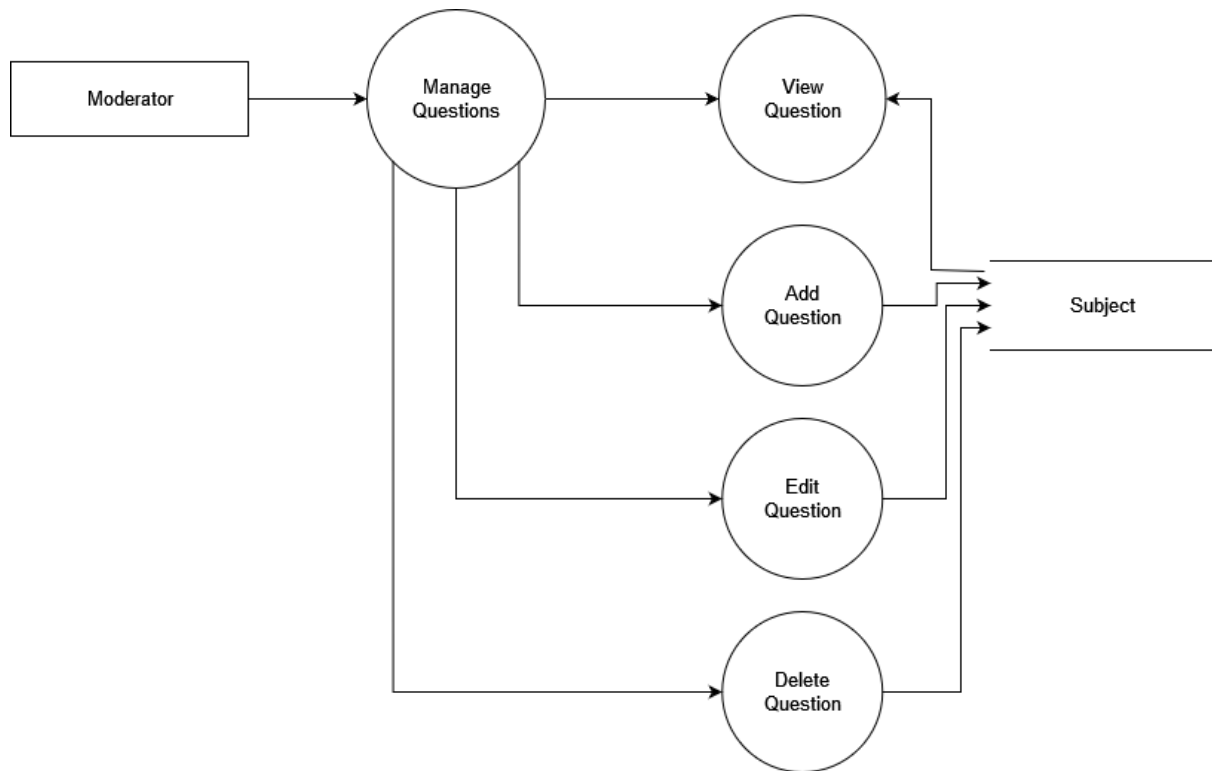 Moderator
Manage
Questions
View
Question
Add
Question
Subject
Edit
Question
Delete
Question